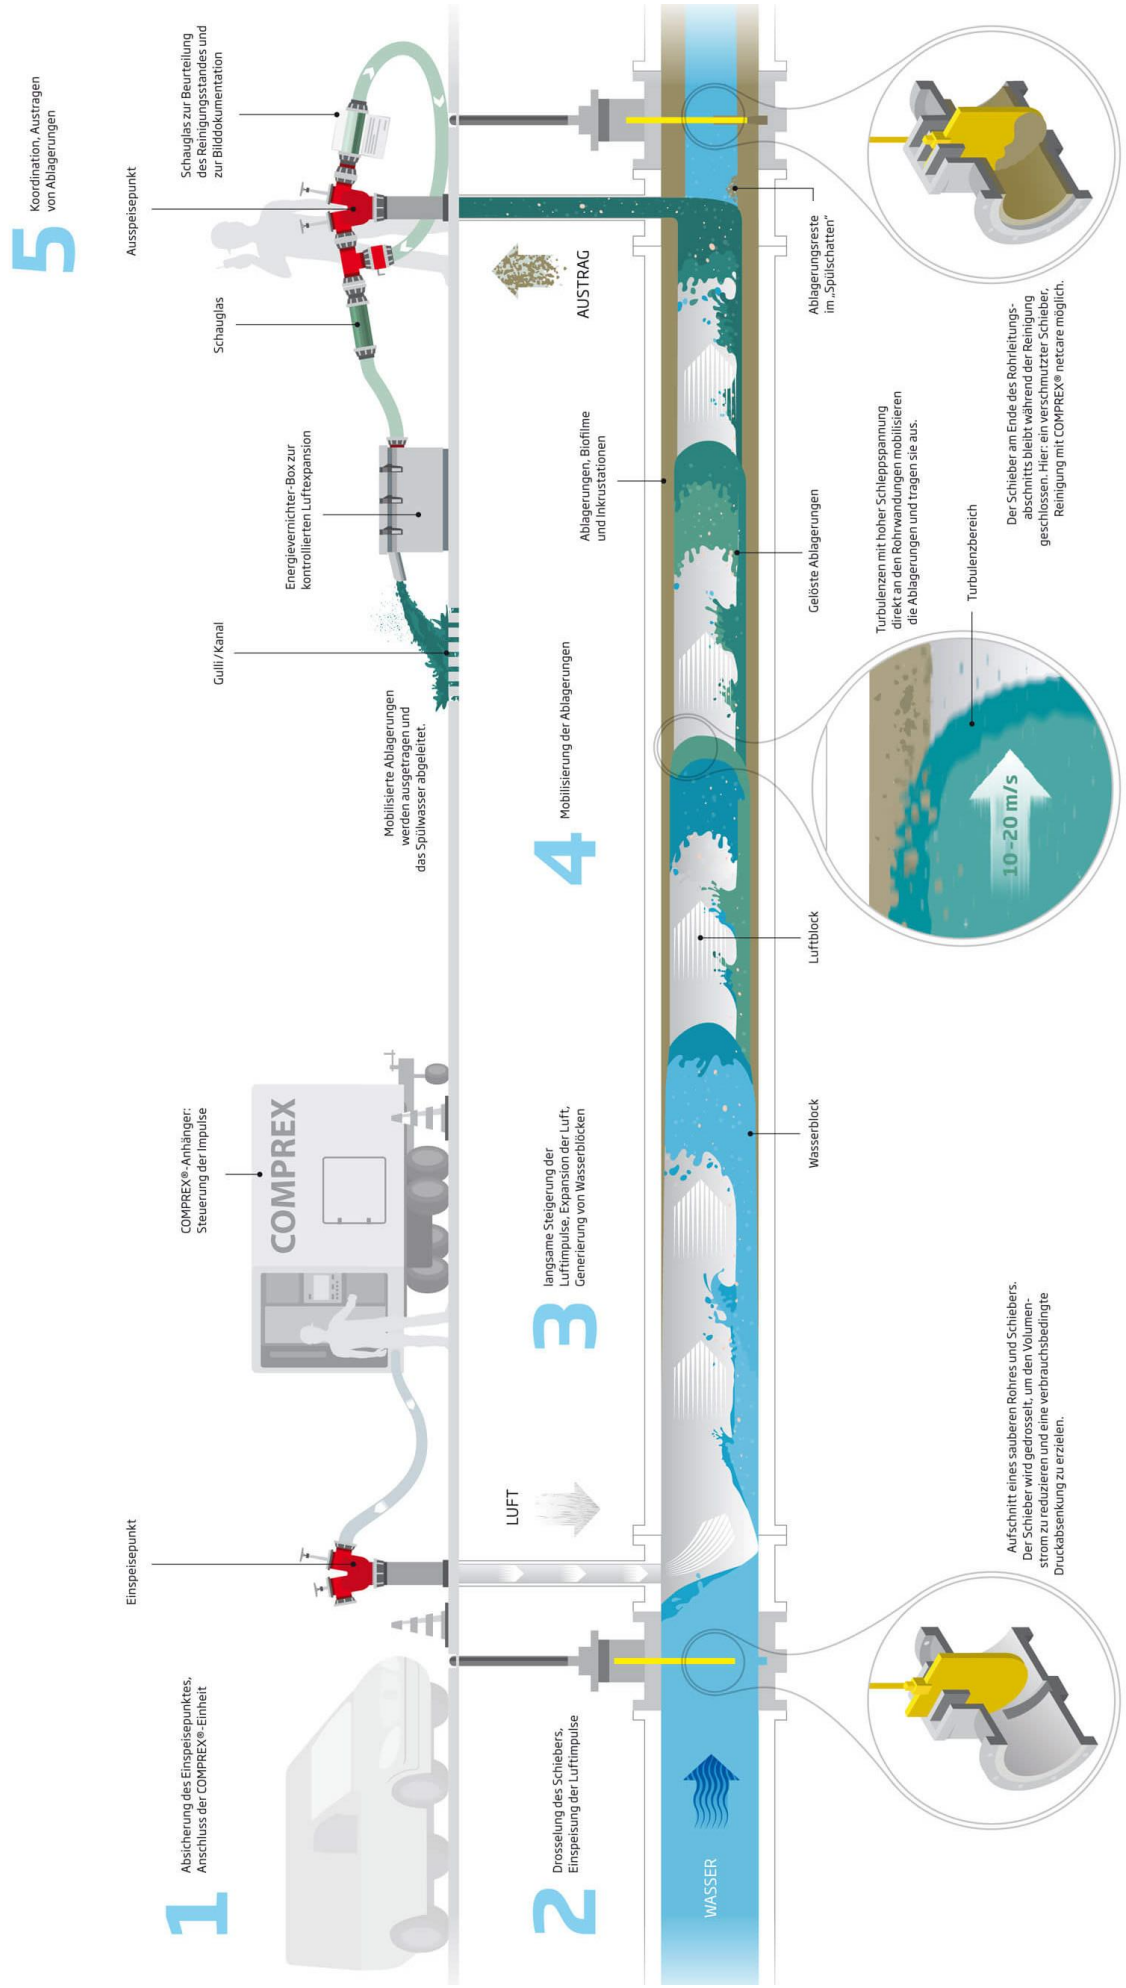 1
Absicherung des Einspeisepunktes,
Anschluss der COMPREX®-Einheit
Einspeisepunkt
COMPREX®-Anhänger:
Steuerung der Impulse
COMPREX
Mobilisierte Ablagerungen
werden ausgetragen und
das Spülwasser abgeleitet.
Gulli/Kanal
Energievernichter-Box zur
kontrollierten Luftexpansion
Schauglas
Ausspeisepunkt
5
Koordination, Austragen
von Ablagerungen
Schauglas zur Beurteilung
des Reinigungsstandes und
zur Bilddokumentation
2
Drosselung des Schiebers,
Einspeisung der Luftimpulse
LUFT
3
langsame Steigerung der
Luftimpulse, Expansion der Luft,
Generierung von Wasserblöcken
4
Mobilisierung der Ablagerungen
Ablagerungen, Biofilme
und Inkrustationen
AUSTRAG
WASSER
Wasserblock
Luftblock
Gelöste Ablagerungen
Ablagerungsreste
im „Spülschatten“
Aufschnitt eines sauberen Rohres und Schiebers.
Der Schieber wird gedrosselt, um den Volumen-
strom zu reduzieren und eine verbrauchsbedingte
Druckabsenkung zu erzielen.
10-20 m/s
Turbulenzen mit hoher Schleppspannung
direkt an den Rohrwandungen mobilisieren
die Ablagerungen und tragen sie aus.
Turbulenzbereich
Der Schieber am Ende des Rohrleitungs-
abschnitts bleibt während der Reinigung
geschlossen. Hier: ein verschmutzter Schieber,
Reinigung mit COMPREX® netcare möglich.